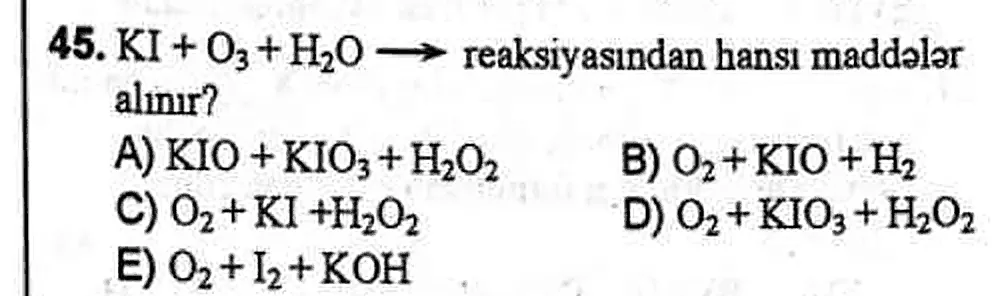 45. KI + O₃ + H₂O ⟶ reaksiyasından hansı maddələr
alınır?
A) KIO + KIO₃ + H₂O₂ B) O₂ + KIO + H₂
C) O₂ + KI +H₂O₂ D) O₂ + KIO₃ + H₂O₂
E) O₂ + I₂ + KOH